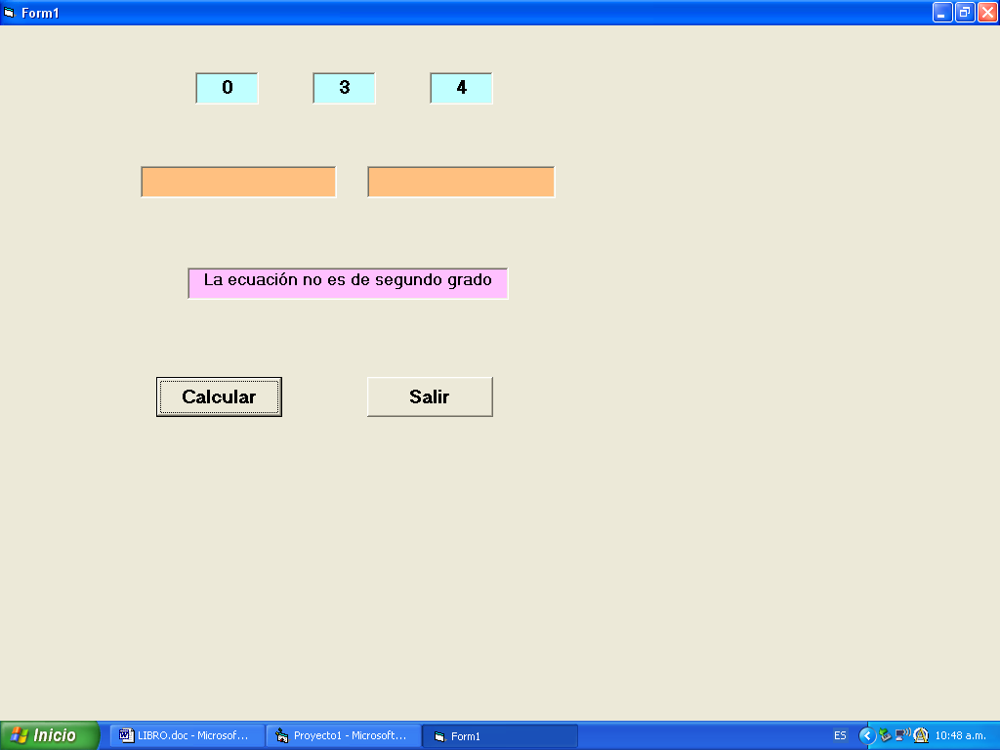 Form1
0 3 4
La ecuación no es de segundo grado
Calcular Salir
Inicio LIBRO.doc - Microsof... Proyecto1 - Microsoft... Form1 ES 10:48 a.m.